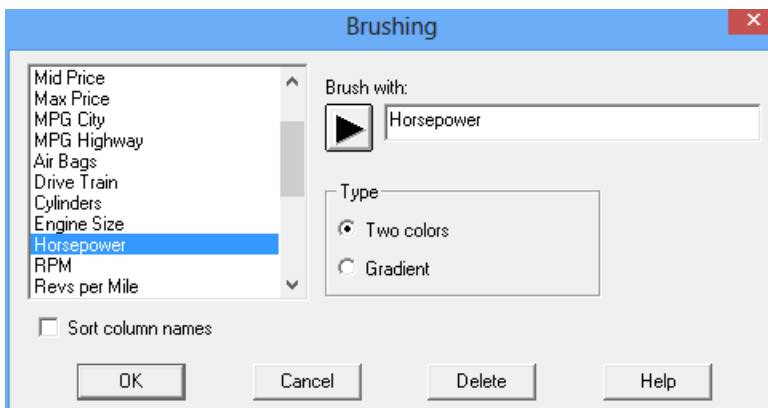 Brushing
Mid Price
Max Price
MPG City
MPG Highway
Air Bags
Drive Train
Cylinders
Engine Size
Horsepower
RPM
Revs per Mile
Sort column names
Brush with:
Horsepower
Type
Two colors
Gradient
OK
Cancel
Delete
Help